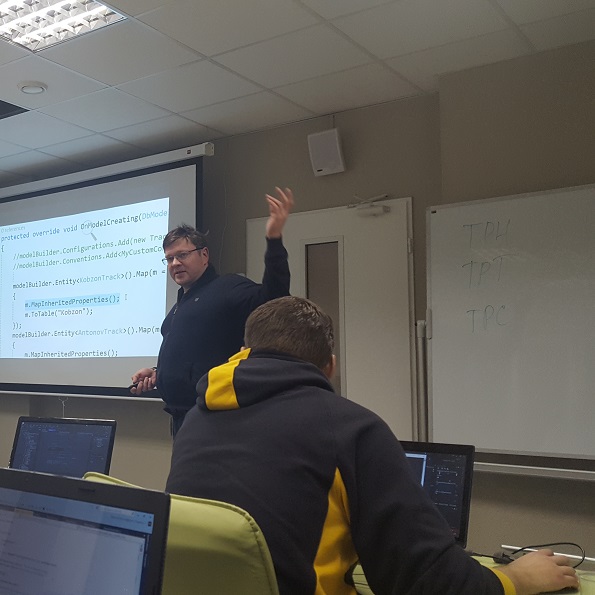 protected override void OnModelCreating(DbMode
{
//modelBuilder.Configurations.Add(new Trac
//modelBuilder.Conventions.Add<MyCustomCo
modelBuilder.Entity<KobzonTrack>().Map(m =
{
m.MapInheritedProperties();
m.ToTable("Kobzon");
});
modelBuilder.Entity<AntonovTrack>().Map(m
{
m.MapInheritedProperties();
TPH
TPT
TPC